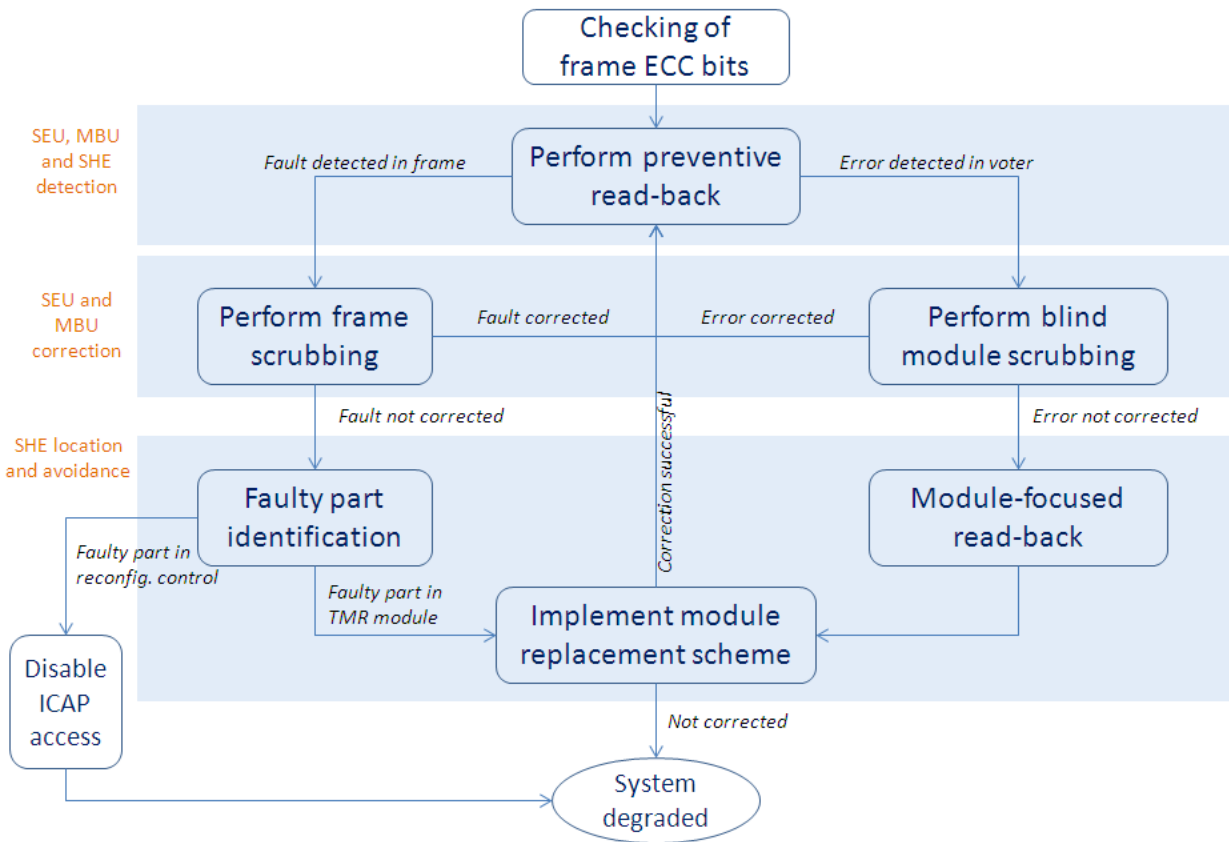 Checking of
frame ECC bits
SEU, MBU
and SHE
detection
Fault detected in frame
Perform preventive
read-back
Error detected in voter
SEU and
MBU
correction
Perform frame
scrubbing
Fault corrected
Error corrected
Perform blind
module scrubbing
Fault not corrected
Correction successful
Error not corrected
SHE location
and avoidance
Faulty part
identification
Module-focused
read-back
Faulty part in
reconfig. control
Faulty part in
TMR module
Implement module
replacement scheme
Disable
ICAP
access
Not corrected
System
degraded